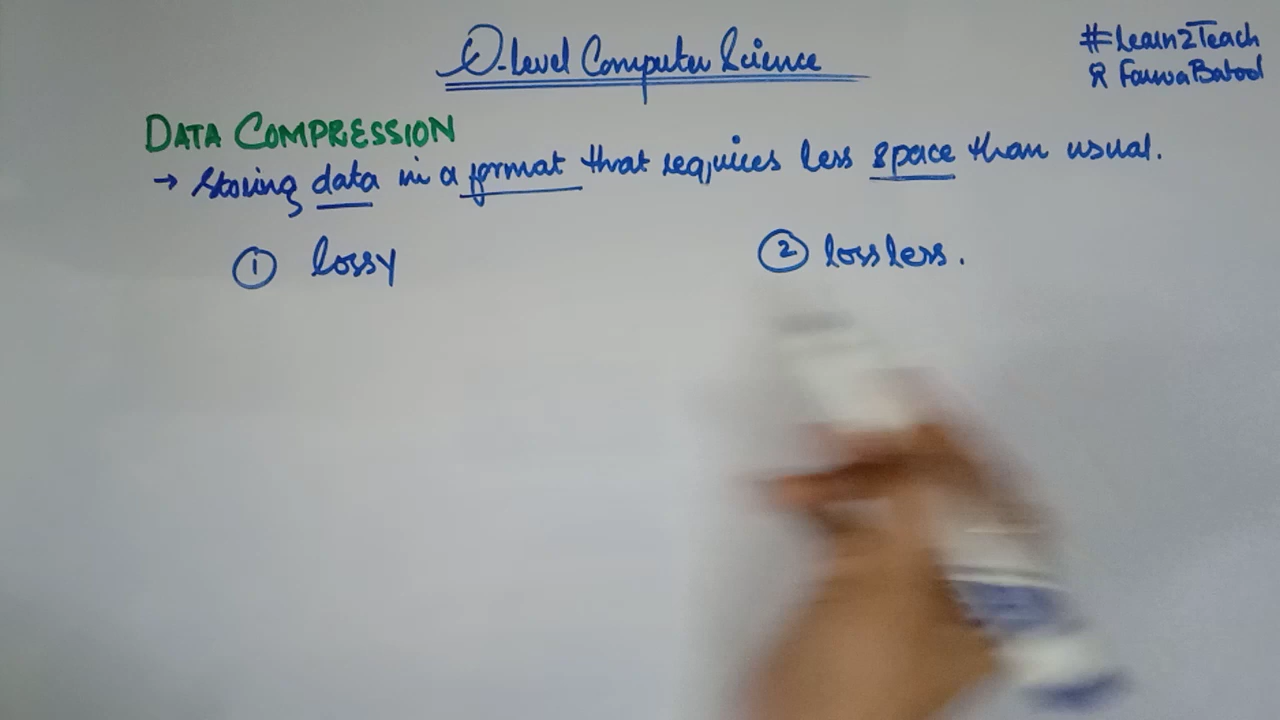 O-Level Computer Science
#Learn2Teach
R FarwaBatool
DATA COMPRESSION
→ Storing data in a format that requires less space than usual.
① lossy
② lossless.